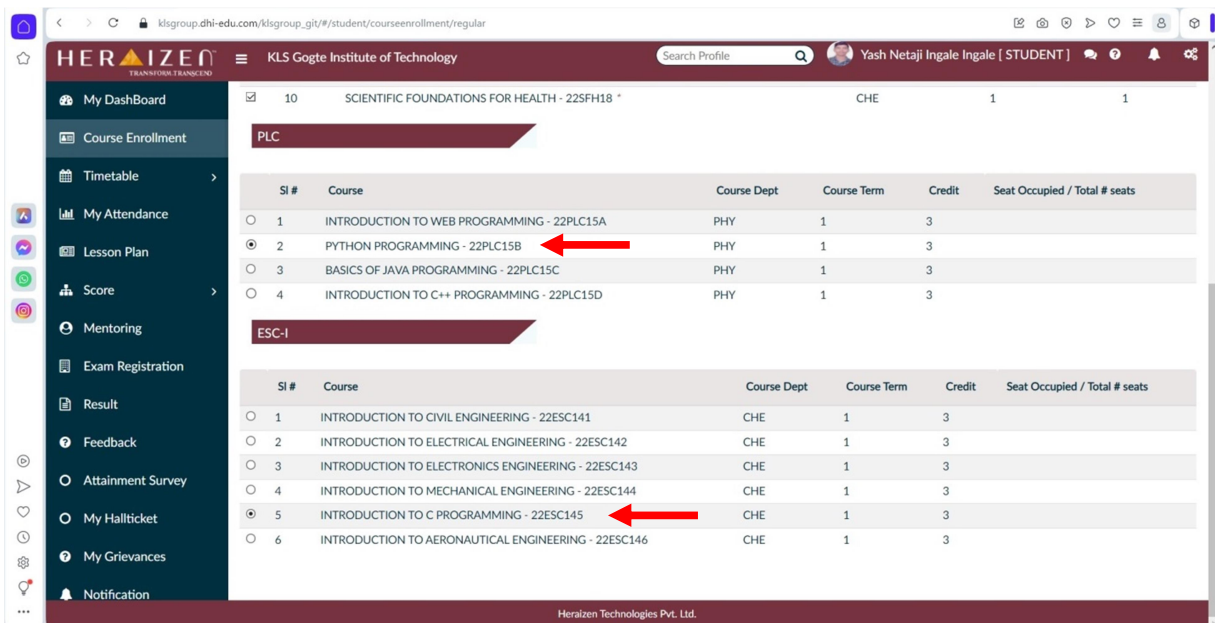 klsgroup.dhi-edu.com/klsgroup_git/#/student/courseenrollment/regular
HERAIZEN
TRANSFORM.TRANSCEND
KLS Gogte Institute of Technology
Search Profile
Yash Netaji Ingale Ingale [ STUDENT ]
My DashBoard
Course Enrollment
Timetable
My Attendance
Lesson Plan
Score
Mentoring
Exam Registration
Result
Feedback
Attainment Survey
My Hallticket
My Grievances
Notification
10 SCIENTIFIC FOUNDATIONS FOR HEALTH - 22SFH18 * CHE 1 1
PLC
Sl # Course Course Dept Course Term Credit Seat Occupied / Total # seats
1 INTRODUCTION TO WEB PROGRAMMING - 22PLC15A PHY 1 3
2 PYTHON PROGRAMMING - 22PLC15B PHY 1 3
3 BASICS OF JAVA PROGRAMMING - 22PLC15C PHY 1 3
4 INTRODUCTION TO C++ PROGRAMMING - 22PLC15D PHY 1 3
ESC-I
Sl # Course Course Dept Course Term Credit Seat Occupied / Total # seats
1 INTRODUCTION TO CIVIL ENGINEERING - 22ESC141 CHE 1 3
2 INTRODUCTION TO ELECTRICAL ENGINEERING - 22ESC142 CHE 1 3
3 INTRODUCTION TO ELECTRONICS ENGINEERING - 22ESC143 CHE 1 3
4 INTRODUCTION TO MECHANICAL ENGINEERING - 22ESC144 CHE 1 3
5 INTRODUCTION TO C PROGRAMMING - 22ESC145 CHE 1 3
6 INTRODUCTION TO AERONAUTICAL ENGINEERING - 22ESC146 CHE 1 3
Heraizen Technologies Pvt. Ltd.